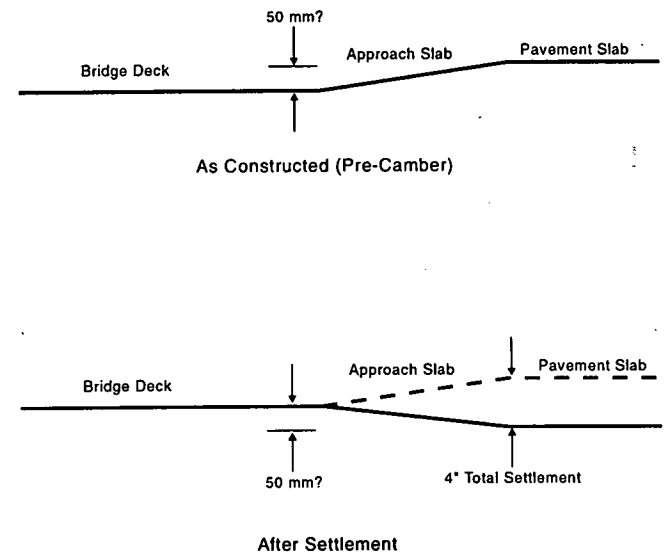 50 mm?
Approach Slab
Pavement Slab
Bridge Deck
As Constructed (Pre-Camber)
Approach Slab
Pavement Slab
Bridge Deck
50 mm?
4" Total Settlement
After Settlement